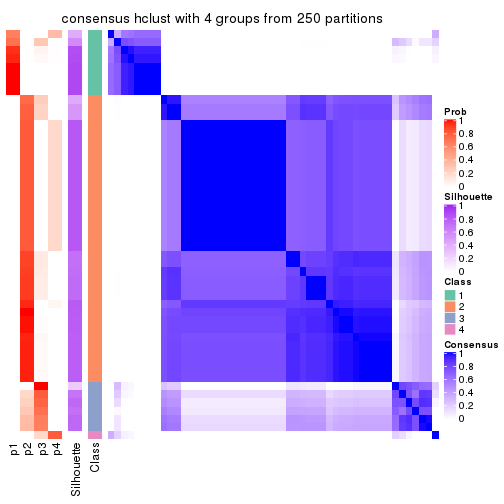 consensus hclust with 4 groups from 250 partitions
Prob
1
0.8
0.6
0.4
0.2
0
Silhouette
1
0.8
0.6
0.4
0.2
0
Class
1
2
3
4
Consensus
1
0.8
0.6
0.4
0.2
0
p1
p2
p3
p4
Silhouette
Class